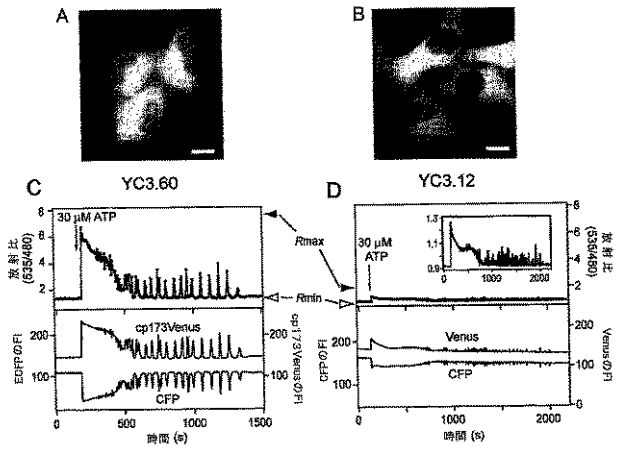 A
B
YC3.60
YC3.12
C
D
30 μM ATP
放射比
(535/480)
8
6
4
2
Rmax
Rmin
30 μM
ATP
1.3
1.1
0.9
0 1000 2000
8
6
4
2
放射比
(535/480)
cp173Venus
CFP
ECFPのFI
200
100
200
100
0
cp173VenusのFI
0 500 1000 1500
時間 (s)
Venus
CFP
CFPのFI
200
100
200
100
0
VenusのFI
0 1000 2000
時間 (s)